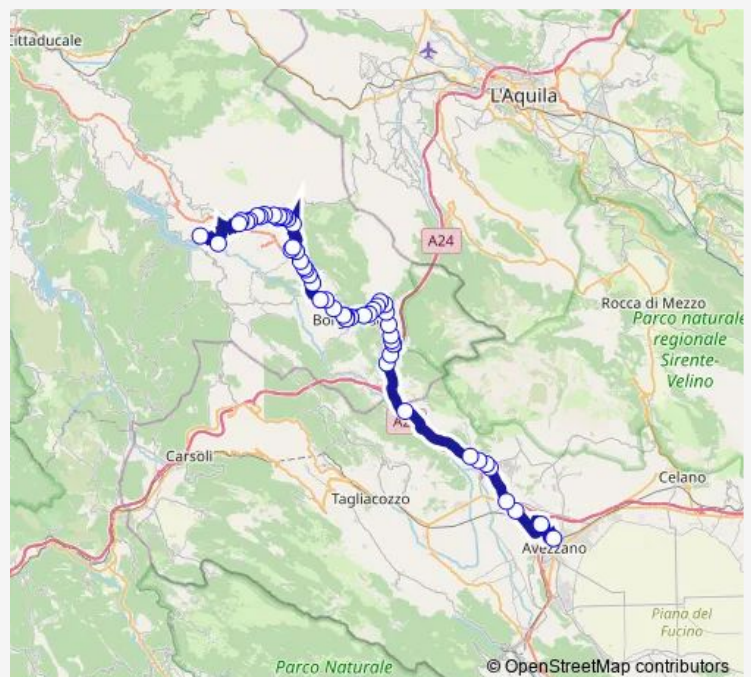 Cittaducale
L'Aquila
A24
Rocca di Mezzo
Parco naturale
regionale
Sirente-
Velino
Carsoli
Celano
Tagliacozzo
Avezzano
Piana del
Fucino
Parco Naturale
© OpenStreetMap contributors